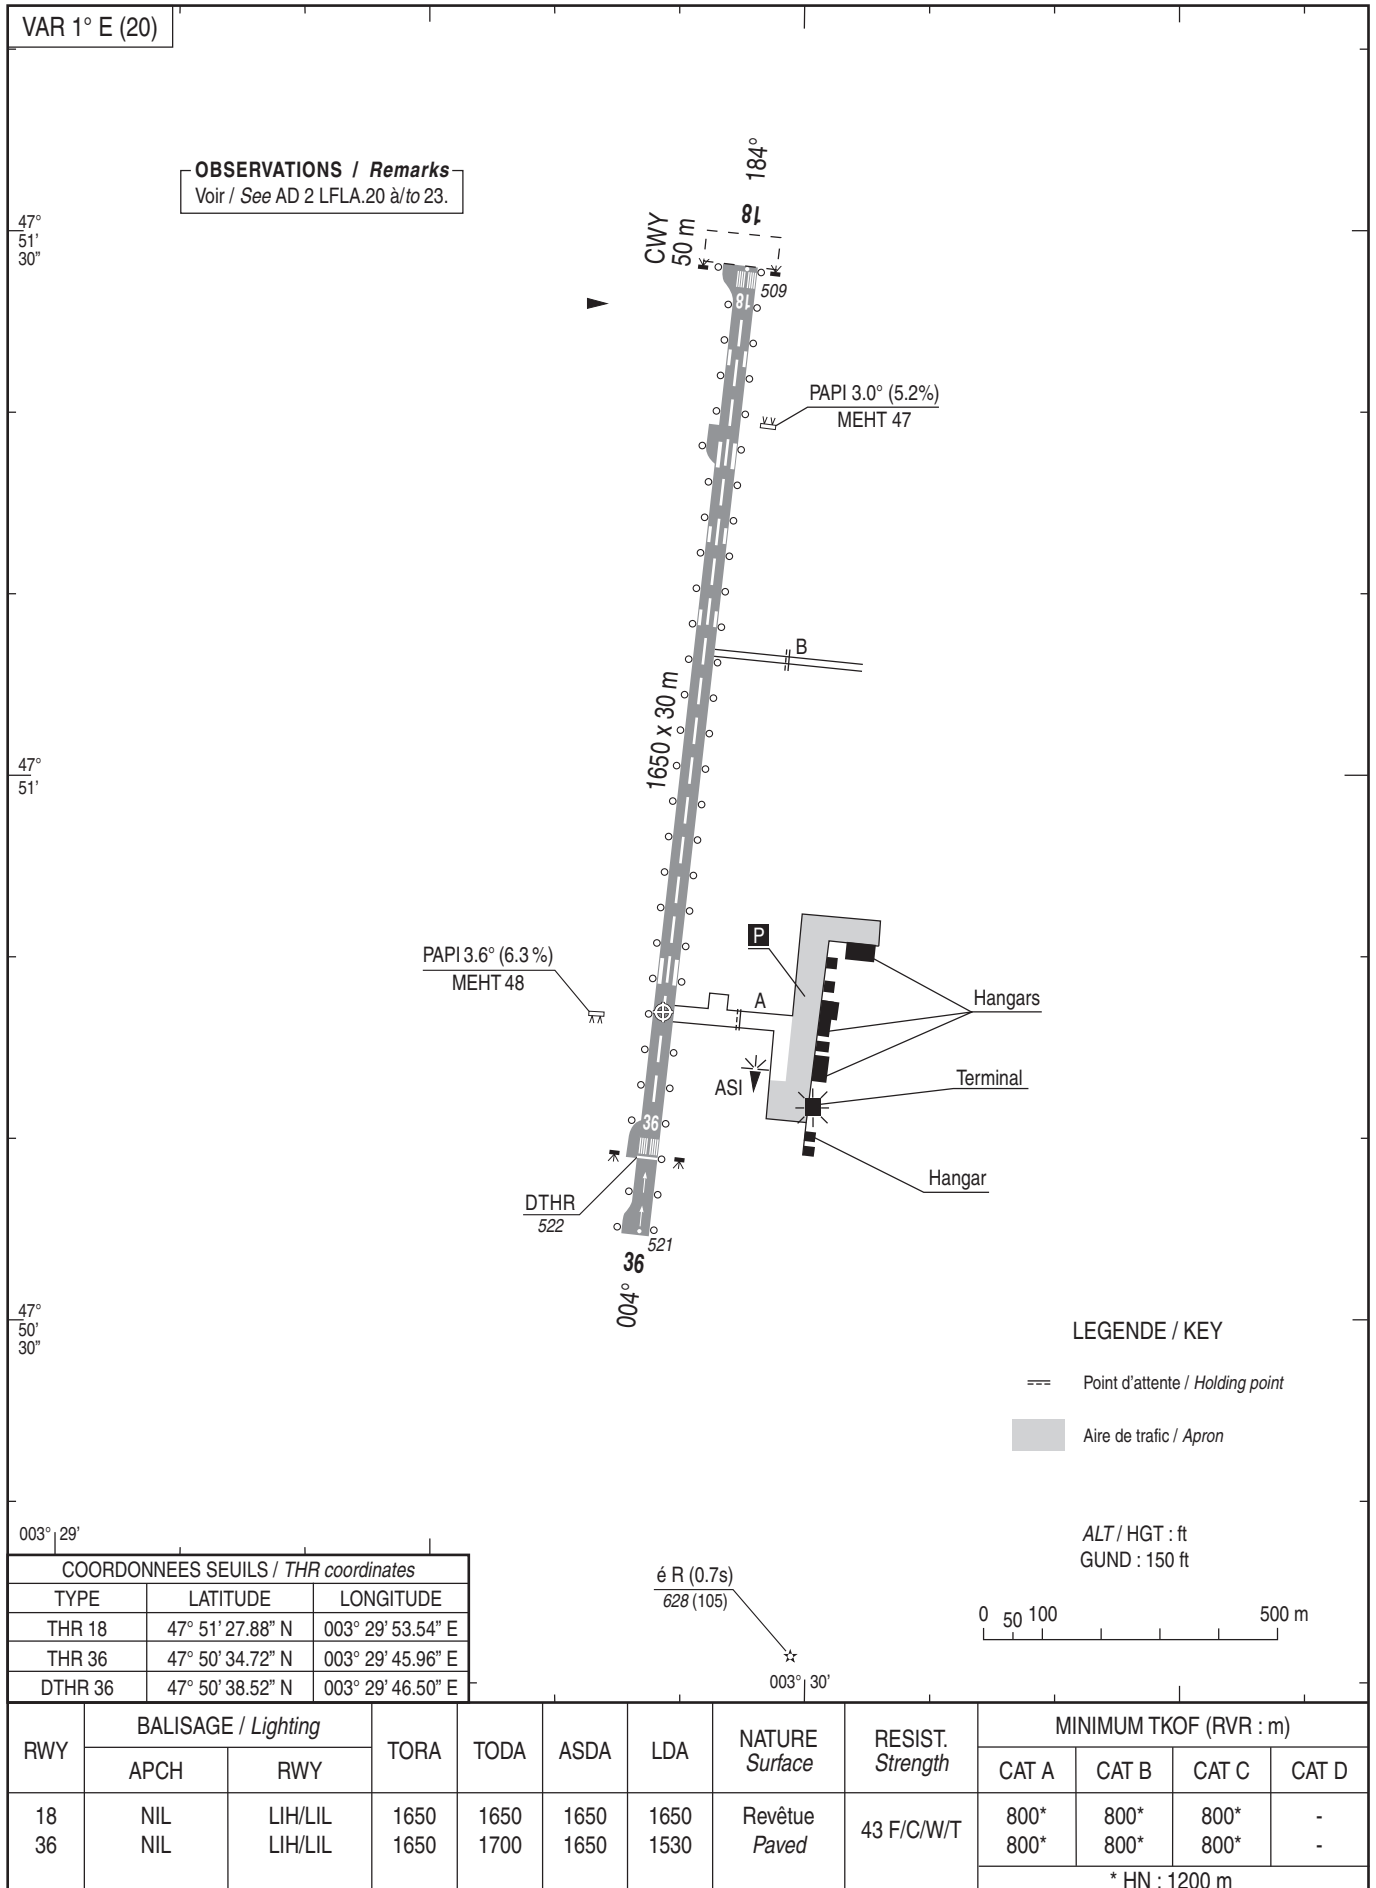 VAR 1° E (20)
OBSERVATIONS / Remarks
Voir / See AD 2 LFLA.20 à/to 23.
184°
18
CWY
50 m
47°
51'
30"
509
18
PAPI 3.0° (5.2%)
MEHT 47
B
1650 x 30 m
47°
51'
P
PAPI 3.6° (6.3 %)
MEHT 48
A
Hangars
ASI
Terminal
36
Hangar
DTHR
522
521
36
004°
47°
50'
30"
LEGENDE / KEY
Point d'attente / Holding point
Aire de trafic / Apron
003° 29'
ALT / HGT : ft
GUND : 150 ft
COORDONNEES SEUILS / THR coordinates
TYPE LATITUDE LONGITUDE
THR 18 47° 51' 27.88" N 003° 29' 53.54" E
THR 36 47° 50' 34.72" N 003° 29' 45.96" E
DTHR 36 47° 50' 38.52" N 003° 29' 46.50" E
é R (0.7s)
628 (105)
0 50 100 500 m
003° 30'
RWY BALISAGE / Lighting TORA TODA ASDA LDA NATURE Surface RESIST. Strength MINIMUM TKOF (RVR : m)
APCH RWY CAT A CAT B CAT C CAT D
18 NIL LIH/LIL 1650 1650 1650 1650 Revêtue 43 F/C/W/T 800* 800* 800* -
36 NIL LIH/LIL 1650 1700 1650 1530 Paved 800* 800* 800* -
* HN : 1200 m